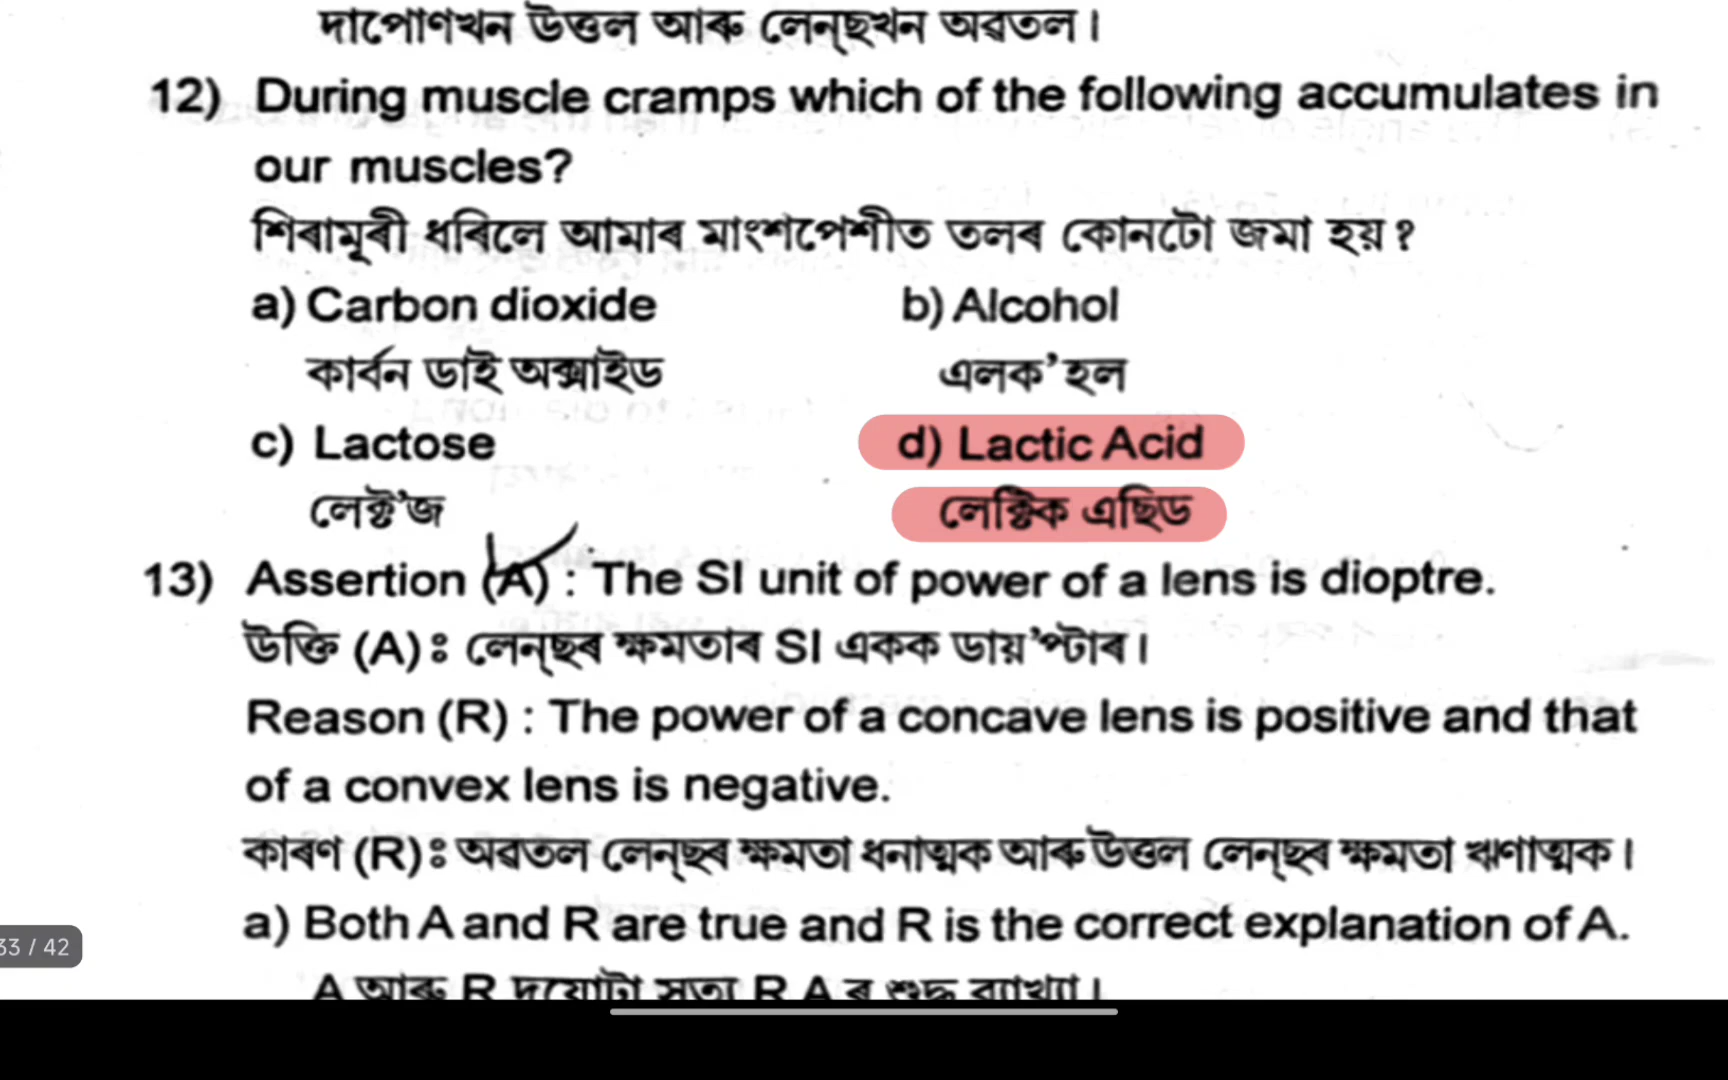 দাপোণখন উত্তল আৰু লেন্ছখন অৱতল।
12) During muscle cramps which of the following accumulates in
our muscles?
শিৰামূৰী ধৰিলে আমাৰ মাংশপেশীত তলৰ কোনটো জমা হয়?
a) Carbon dioxide b) Alcohol
কাৰ্বন ডাই অক্সাইড এলক’হল
c) Lactose d) Lactic Acid
লেক্ট’জ লেক্টিক এছিড
13) Assertion (A) : The SI unit of power of a lens is dioptre.
উক্তি (A)ঃ লেন্ছৰ ক্ষমতাৰ SI একক ডায়’প্টাৰ।
Reason (R) : The power of a concave lens is positive and that
of a convex lens is negative.
কাৰণ (R)ঃ অৱতল লেন্ছৰ ক্ষমতা ধনাত্মক আৰু উত্তল লেন্ছৰ ক্ষমতা ঋণাত্মক।
a) Both A and R are true and R is the correct explanation of A.
A আৰু R দুয়োটা সত্য R A ৰ শুদ্ধ ব্যাখ্যা।
33 / 42